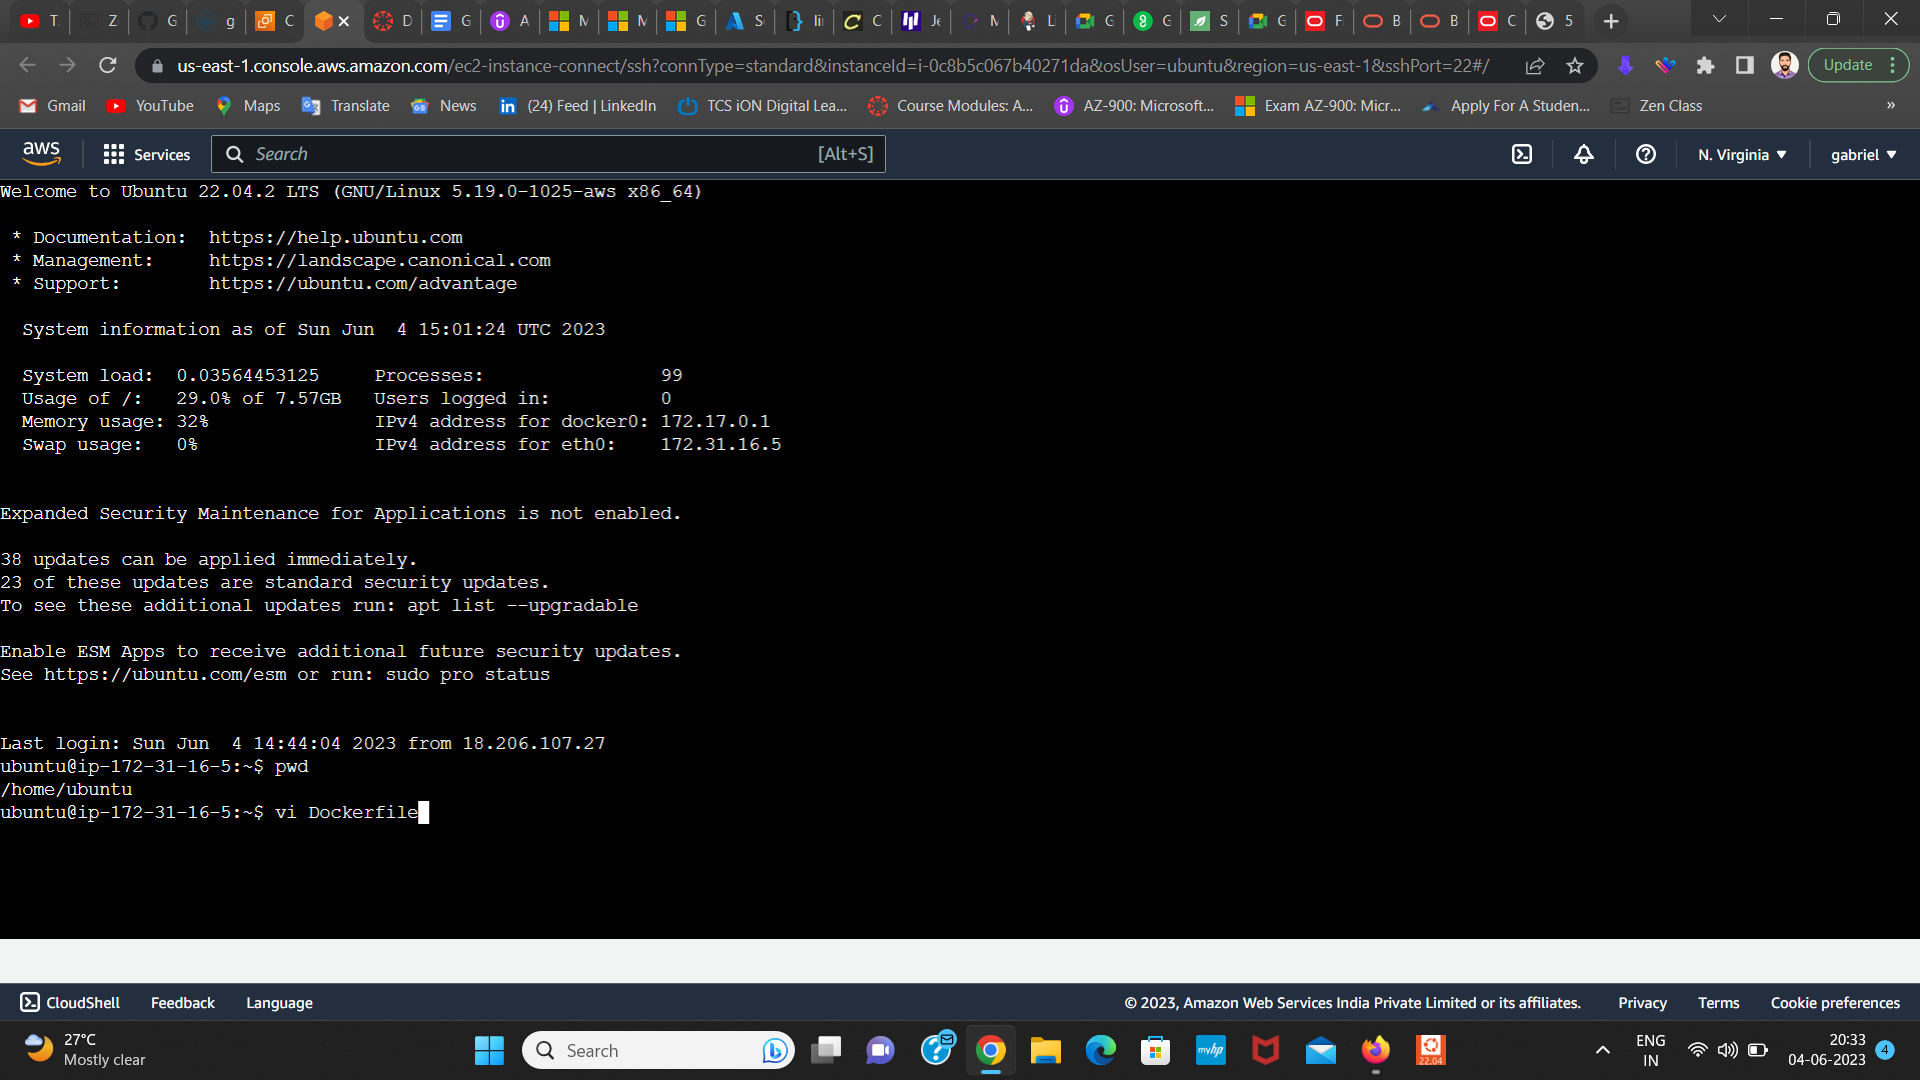 T Z G g C D G A M M G S li C Je M Li G G S G F B B C 5
us-east-1.console.aws.amazon.com/ec2-instance-connect/ssh?connType=standard&instanceId=i-0c8b5c067b40271da&osUser=ubuntu&region=us-east-1&sshPort=22#/
Update
Gmail YouTube Maps Translate News (24) Feed | LinkedIn TCS iON Digital Lea... Course Modules: A... AZ-900: Microsoft... Exam AZ-900: Micr... Apply For A Studen... Zen Class »
aws Services Search [Alt+S] N. Virginia gabriel
Welcome to Ubuntu 22.04.2 LTS (GNU/Linux 5.19.0-1025-aws x86_64)
* Documentation: https://help.ubuntu.com
* Management: https://landscape.canonical.com
* Support: https://ubuntu.com/advantage
System information as of Sun Jun 4 15:01:24 UTC 2023
System load: 0.03564453125 Processes: 99
Usage of /: 29.0% of 7.57GB Users logged in: 0
Memory usage: 32% IPv4 address for docker0: 172.17.0.1
Swap usage: 0% IPv4 address for eth0: 172.31.16.5
Expanded Security Maintenance for Applications is not enabled.
38 updates can be applied immediately.
23 of these updates are standard security updates.
To see these additional updates run: apt list --upgradable
Enable ESM Apps to receive additional future security updates.
See https://ubuntu.com/esm or run: sudo pro status
Last login: Sun Jun 4 14:44:04 2023 from 18.206.107.27
ubuntu@ip-172-31-16-5:~$ pwd
/home/ubuntu
ubuntu@ip-172-31-16-5:~$ vi Dockerfile
CloudShell Feedback Language © 2023, Amazon Web Services India Private Limited or its affiliates. Privacy Terms Cookie preferences
27°C
Mostly clear
Search
myhp
22.04
ENG
IN
20:33
04-06-2023
4